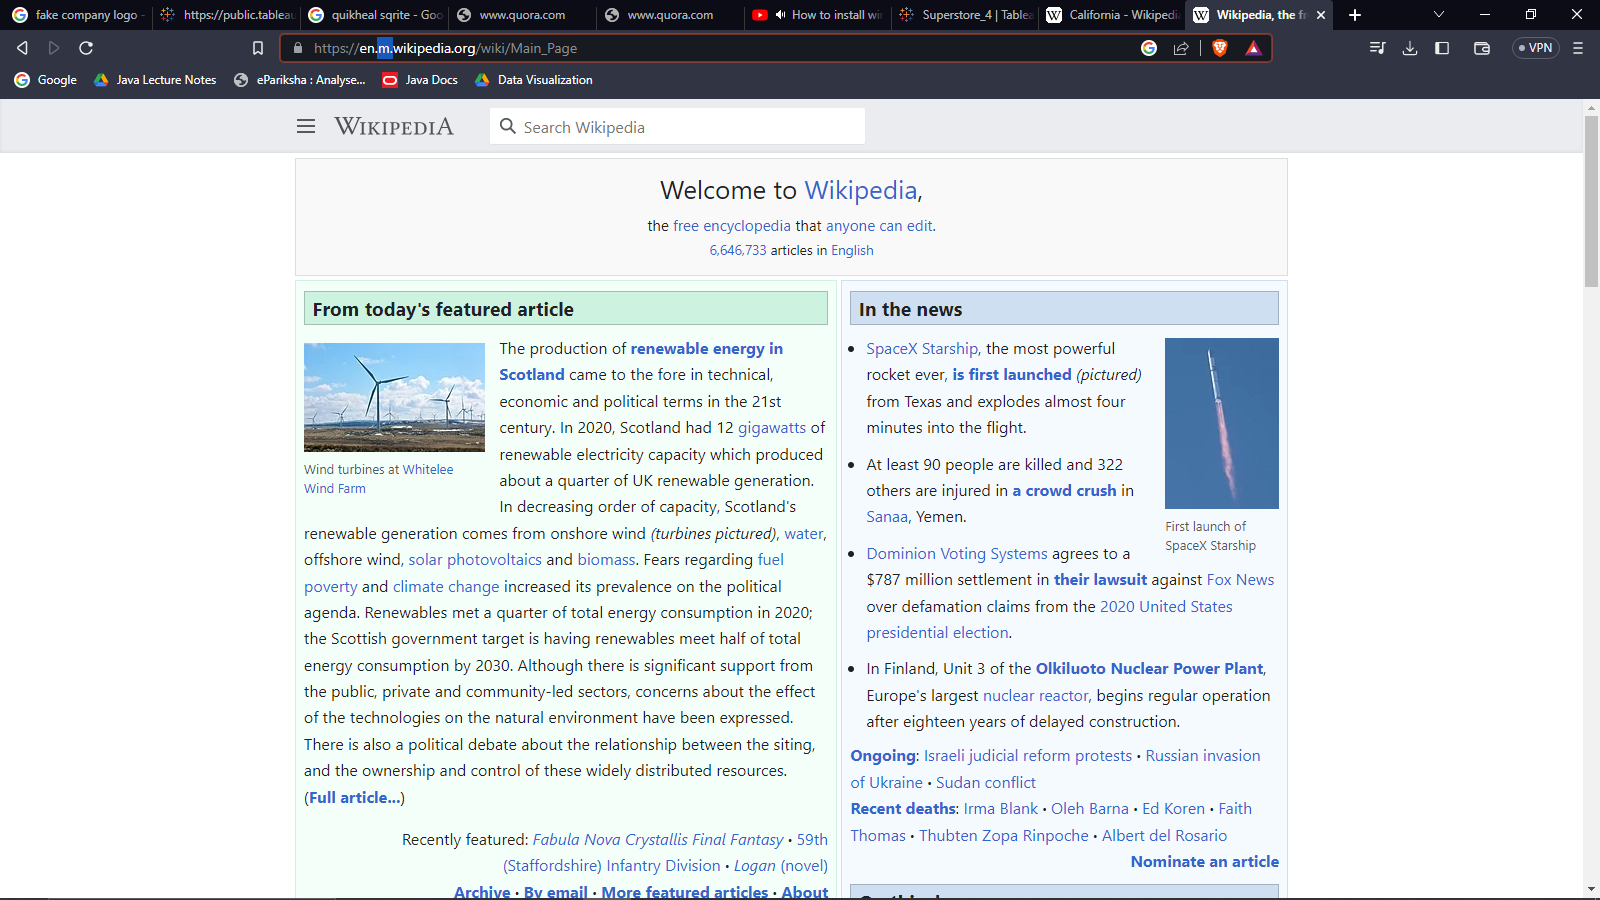 fake company logo -
https://public.tableau
quikheal sqrite - Goo
www.quora.com
www.quora.com
How to install wi
Superstore_4 | Tablea
California - Wikipedi
Wikipedia, the fr
https://en.m.wikipedia.org/wiki/Main_Page
VPN
Google
Java Lecture Notes
ePariksha : Analyse...
Java Docs
Data Visualization
WIKIPEDIA
Search Wikipedia
Welcome to Wikipedia,
the free encyclopedia that anyone can edit.
6,646,733 articles in English
From today's featured article
Wind turbines at Whitelee
Wind Farm
The production of renewable energy in
Scotland came to the fore in technical,
economic and political terms in the 21st
century. In 2020, Scotland had 12 gigawatts of
renewable electricity capacity which produced
about a quarter of UK renewable generation.
In decreasing order of capacity, Scotland's
renewable generation comes from onshore wind (turbines pictured), water,
offshore wind, solar photovoltaics and biomass. Fears regarding fuel
poverty and climate change increased its prevalence on the political
agenda. Renewables met a quarter of total energy consumption in 2020;
the Scottish government target is having renewables meet half of total
energy consumption by 2030. Although there is significant support from
the public, private and community-led sectors, concerns about the effect
of the technologies on the natural environment have been expressed.
There is also a political debate about the relationship between the siting,
and the ownership and control of these widely distributed resources.
(Full article...)
Recently featured: Fabula Nova Crystallis Final Fantasy • 59th
(Staffordshire) Infantry Division • Logan (novel)
Archive • By email • More featured articles • About
In the news
• SpaceX Starship, the most powerful
rocket ever, is first launched (pictured)
from Texas and explodes almost four
minutes into the flight.
First launch of
SpaceX Starship
• At least 90 people are killed and 322
others are injured in a crowd crush in
Sanaa, Yemen.
• Dominion Voting Systems agrees to a
$787 million settlement in their lawsuit against Fox News
over defamation claims from the 2020 United States
presidential election.
• In Finland, Unit 3 of the Olkiluoto Nuclear Power Plant,
Europe's largest nuclear reactor, begins regular operation
after eighteen years of delayed construction.
Ongoing: Israeli judicial reform protests • Russian invasion
of Ukraine • Sudan conflict
Recent deaths: Irma Blank • Oleh Barna • Ed Koren • Faith
Thomas • Thubten Zopa Rinpoche • Albert del Rosario
Nominate an article